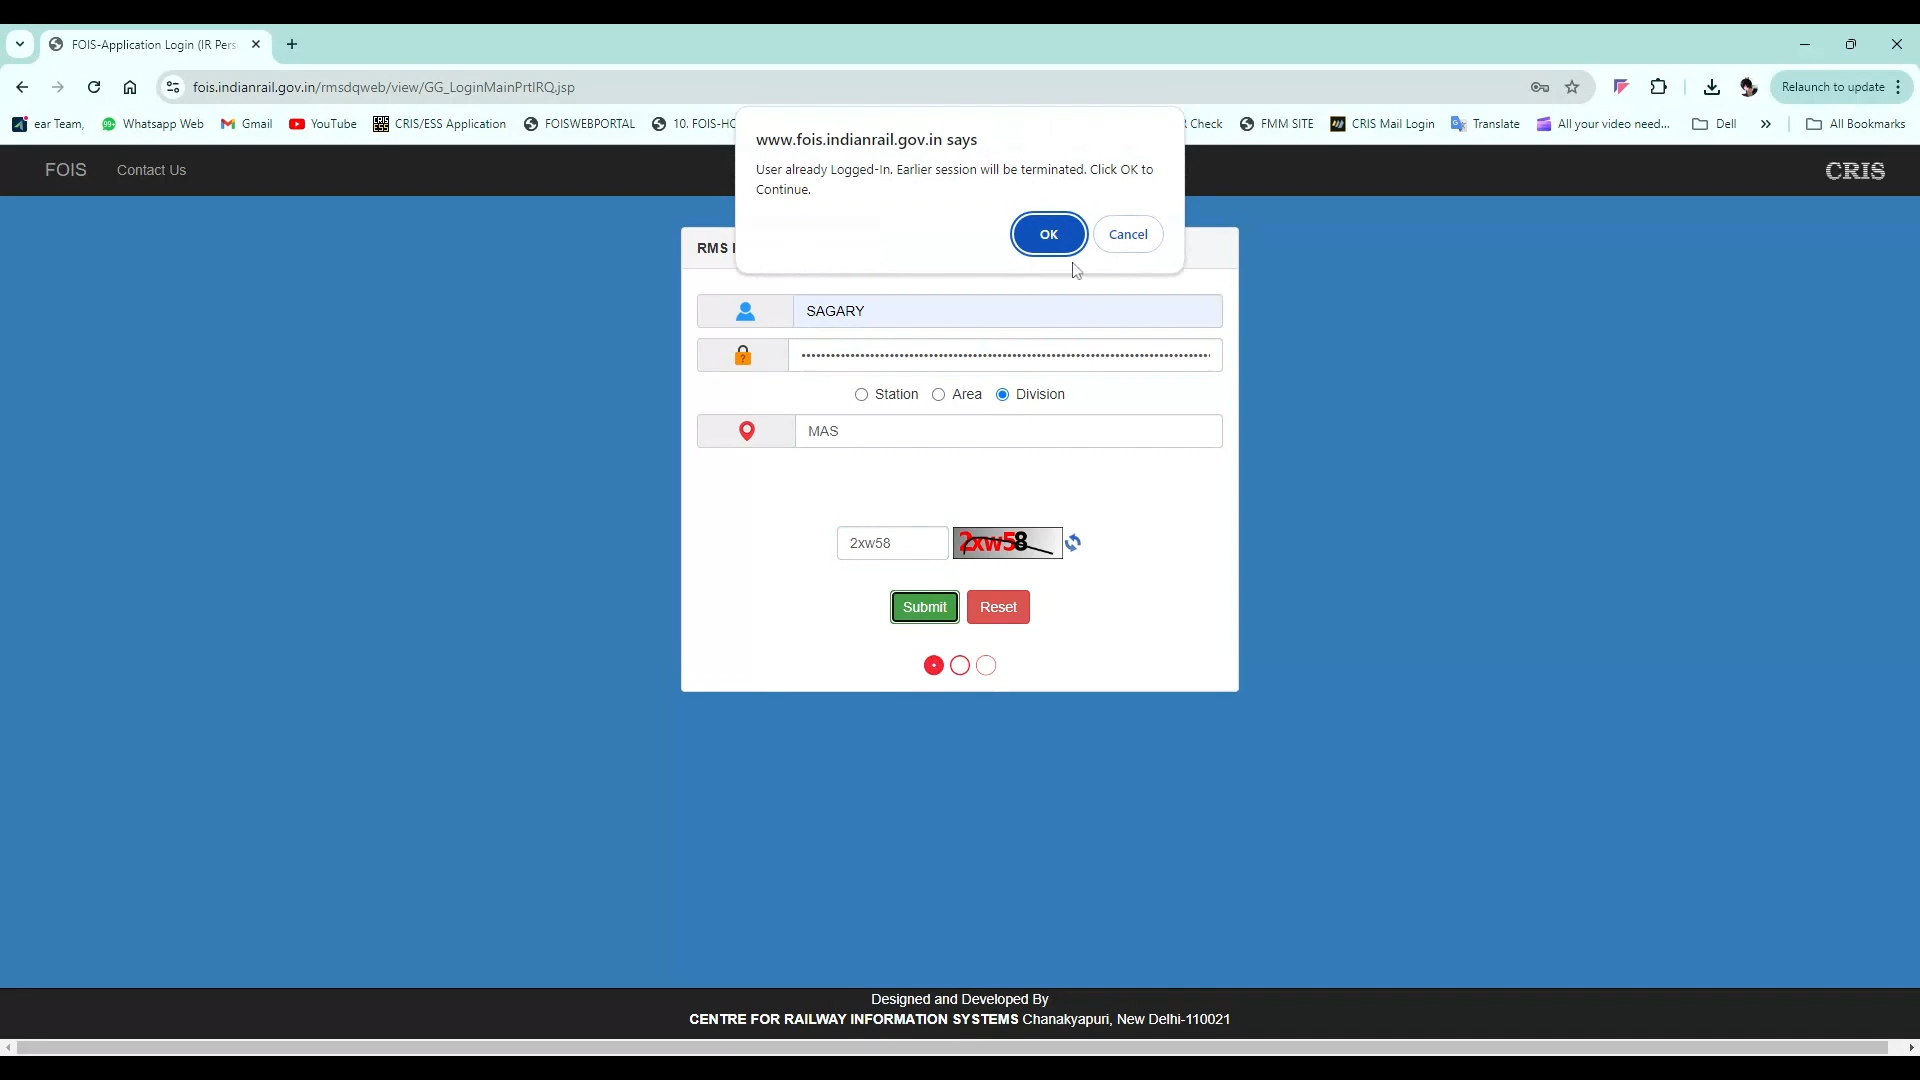 FOIS-Application Login (IR Pers
fois.indianrail.gov.in/rmsdqweb/view/GG_LoginMainPrtIRQ.jsp
Relaunch to update
ear Team,
99+
Whatsapp Web
Gmail
YouTube
CRIS/ESS Application
FOISWEBPORTAL
10. FOIS-HC
Check
FMM SITE
CRIS Mail Login
Translate
All your video need...
Dell
»
All Bookmarks
FOIS
Contact Us
CRIS
www.fois.indianrail.gov.in says
User already Logged-In. Earlier session will be terminated. Click OK to
Continue.
OK
Cancel
RMS
SAGARY
Station
Area
Division
MAS
2xw58
2xw58
Submit
Reset
Designed and Developed By
CENTRE FOR RAILWAY INFORMATION SYSTEMS Chanakyapuri, New Delhi-110021